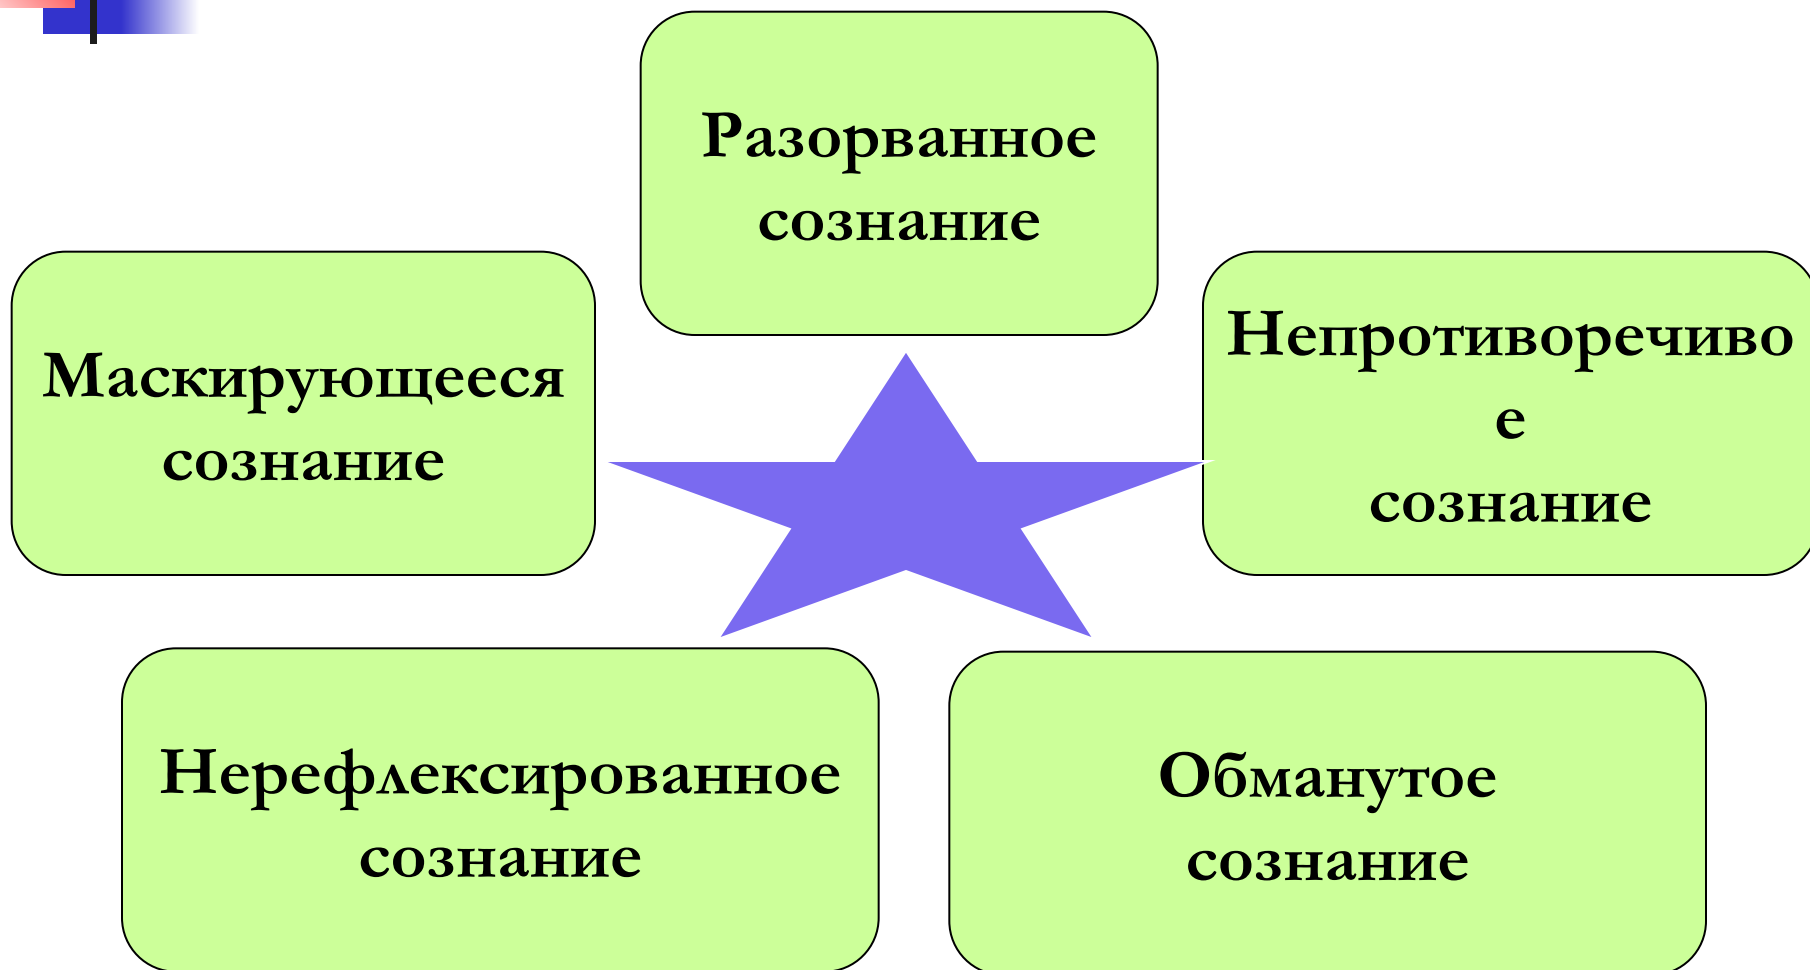 Разорванное
сознание
Маскирующееся
сознание
Непротиворечиво
е
сознание
Нерефлексированное
сознание
Обманутое
сознание